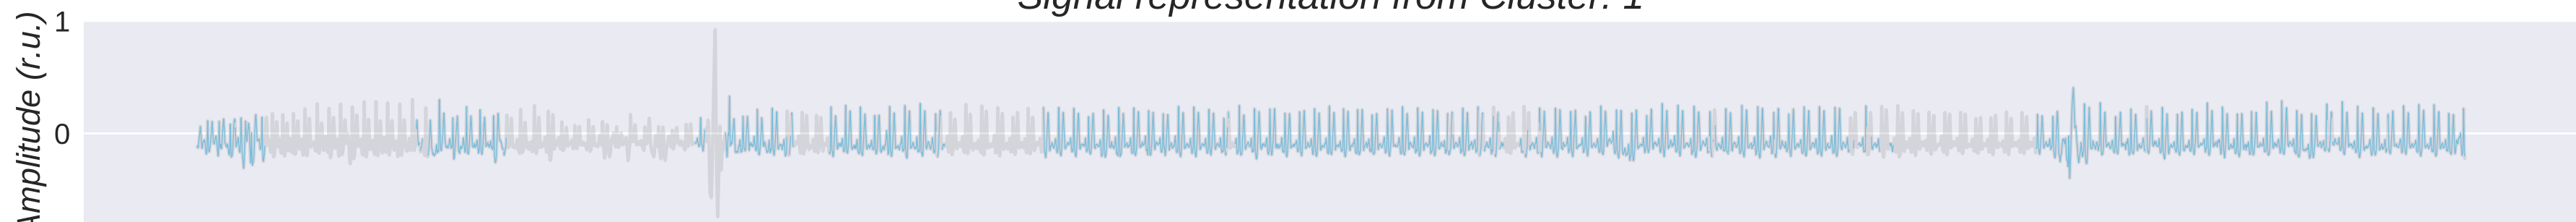 Signal representation from Cluster: 1
Amplitude (r.u.)
1
0